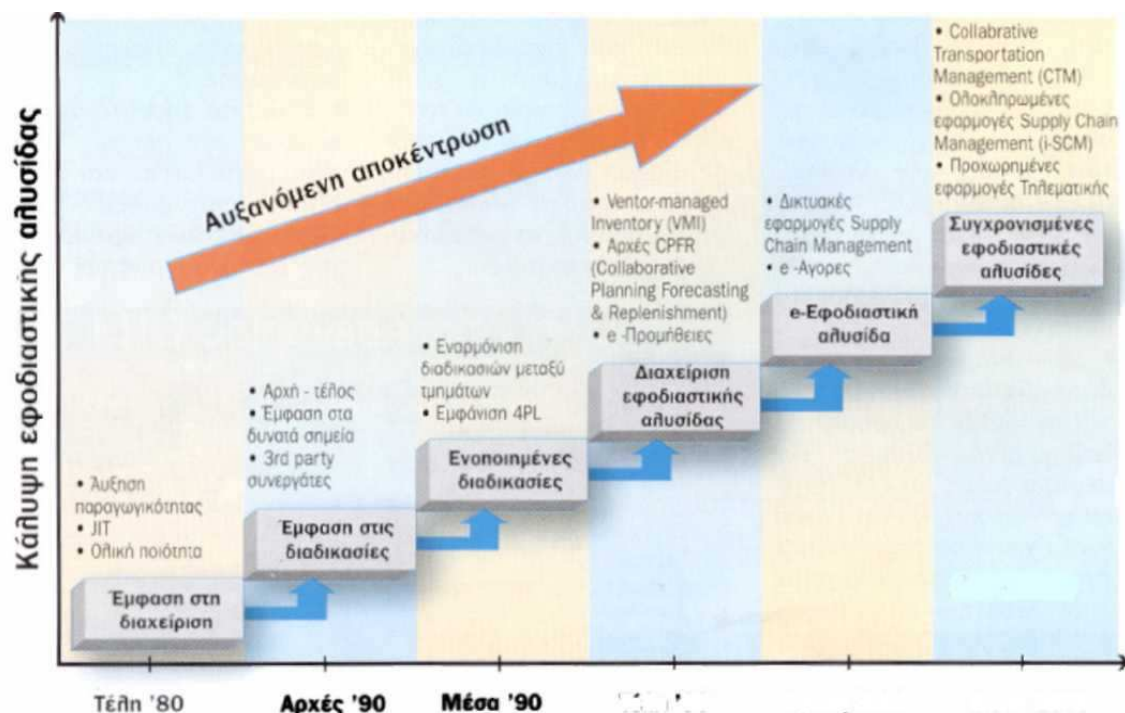 • Collabrative
Transportation
Management (CTM)
• Ολοκληρωμένες
εφαρμογές Supply Chain
Management (i-SCM)
• Προχωρημένες
εφαρμογές Τηλεματικής
Συγχρονισμένες
εφοδιαστικές
αλυσίδες
Αυξανόμενη αποκέντρωση
• Δικτυακές
εφαρμογές Supply
Chain Management
• e -Αγορες
e-Εφοδιαστική
αλυσίδα
• Ventor-managed
Inventory (VMI)
• Αρχές CPFR
(Collaborative
Planning Forecasting
& Replenishment)
• e -Προμήθειες
Διαχείριση
εφοδιαστικής
αλυσίδας
• Εναρμόνιση
διαδικασιών μεταξύ
τμημάτων
• Εμφάνιση 4PL
Ενοποιημένες
διαδικασίες
• Αρχή - τέλος
• Έμφαση στα
δυνατά σημεία
• 3rd party
συνεργάτες
Έμφαση στις
διαδικασίες
• Άυξηση
παραγωγικότητας
• JIT
• Ολική ποιότητα
Έμφαση στη
διαχείριση
Κάλυψη εφοδιαστικής αλυσίδας
Τέλη '80
Αρχές '90
Μέσα '90